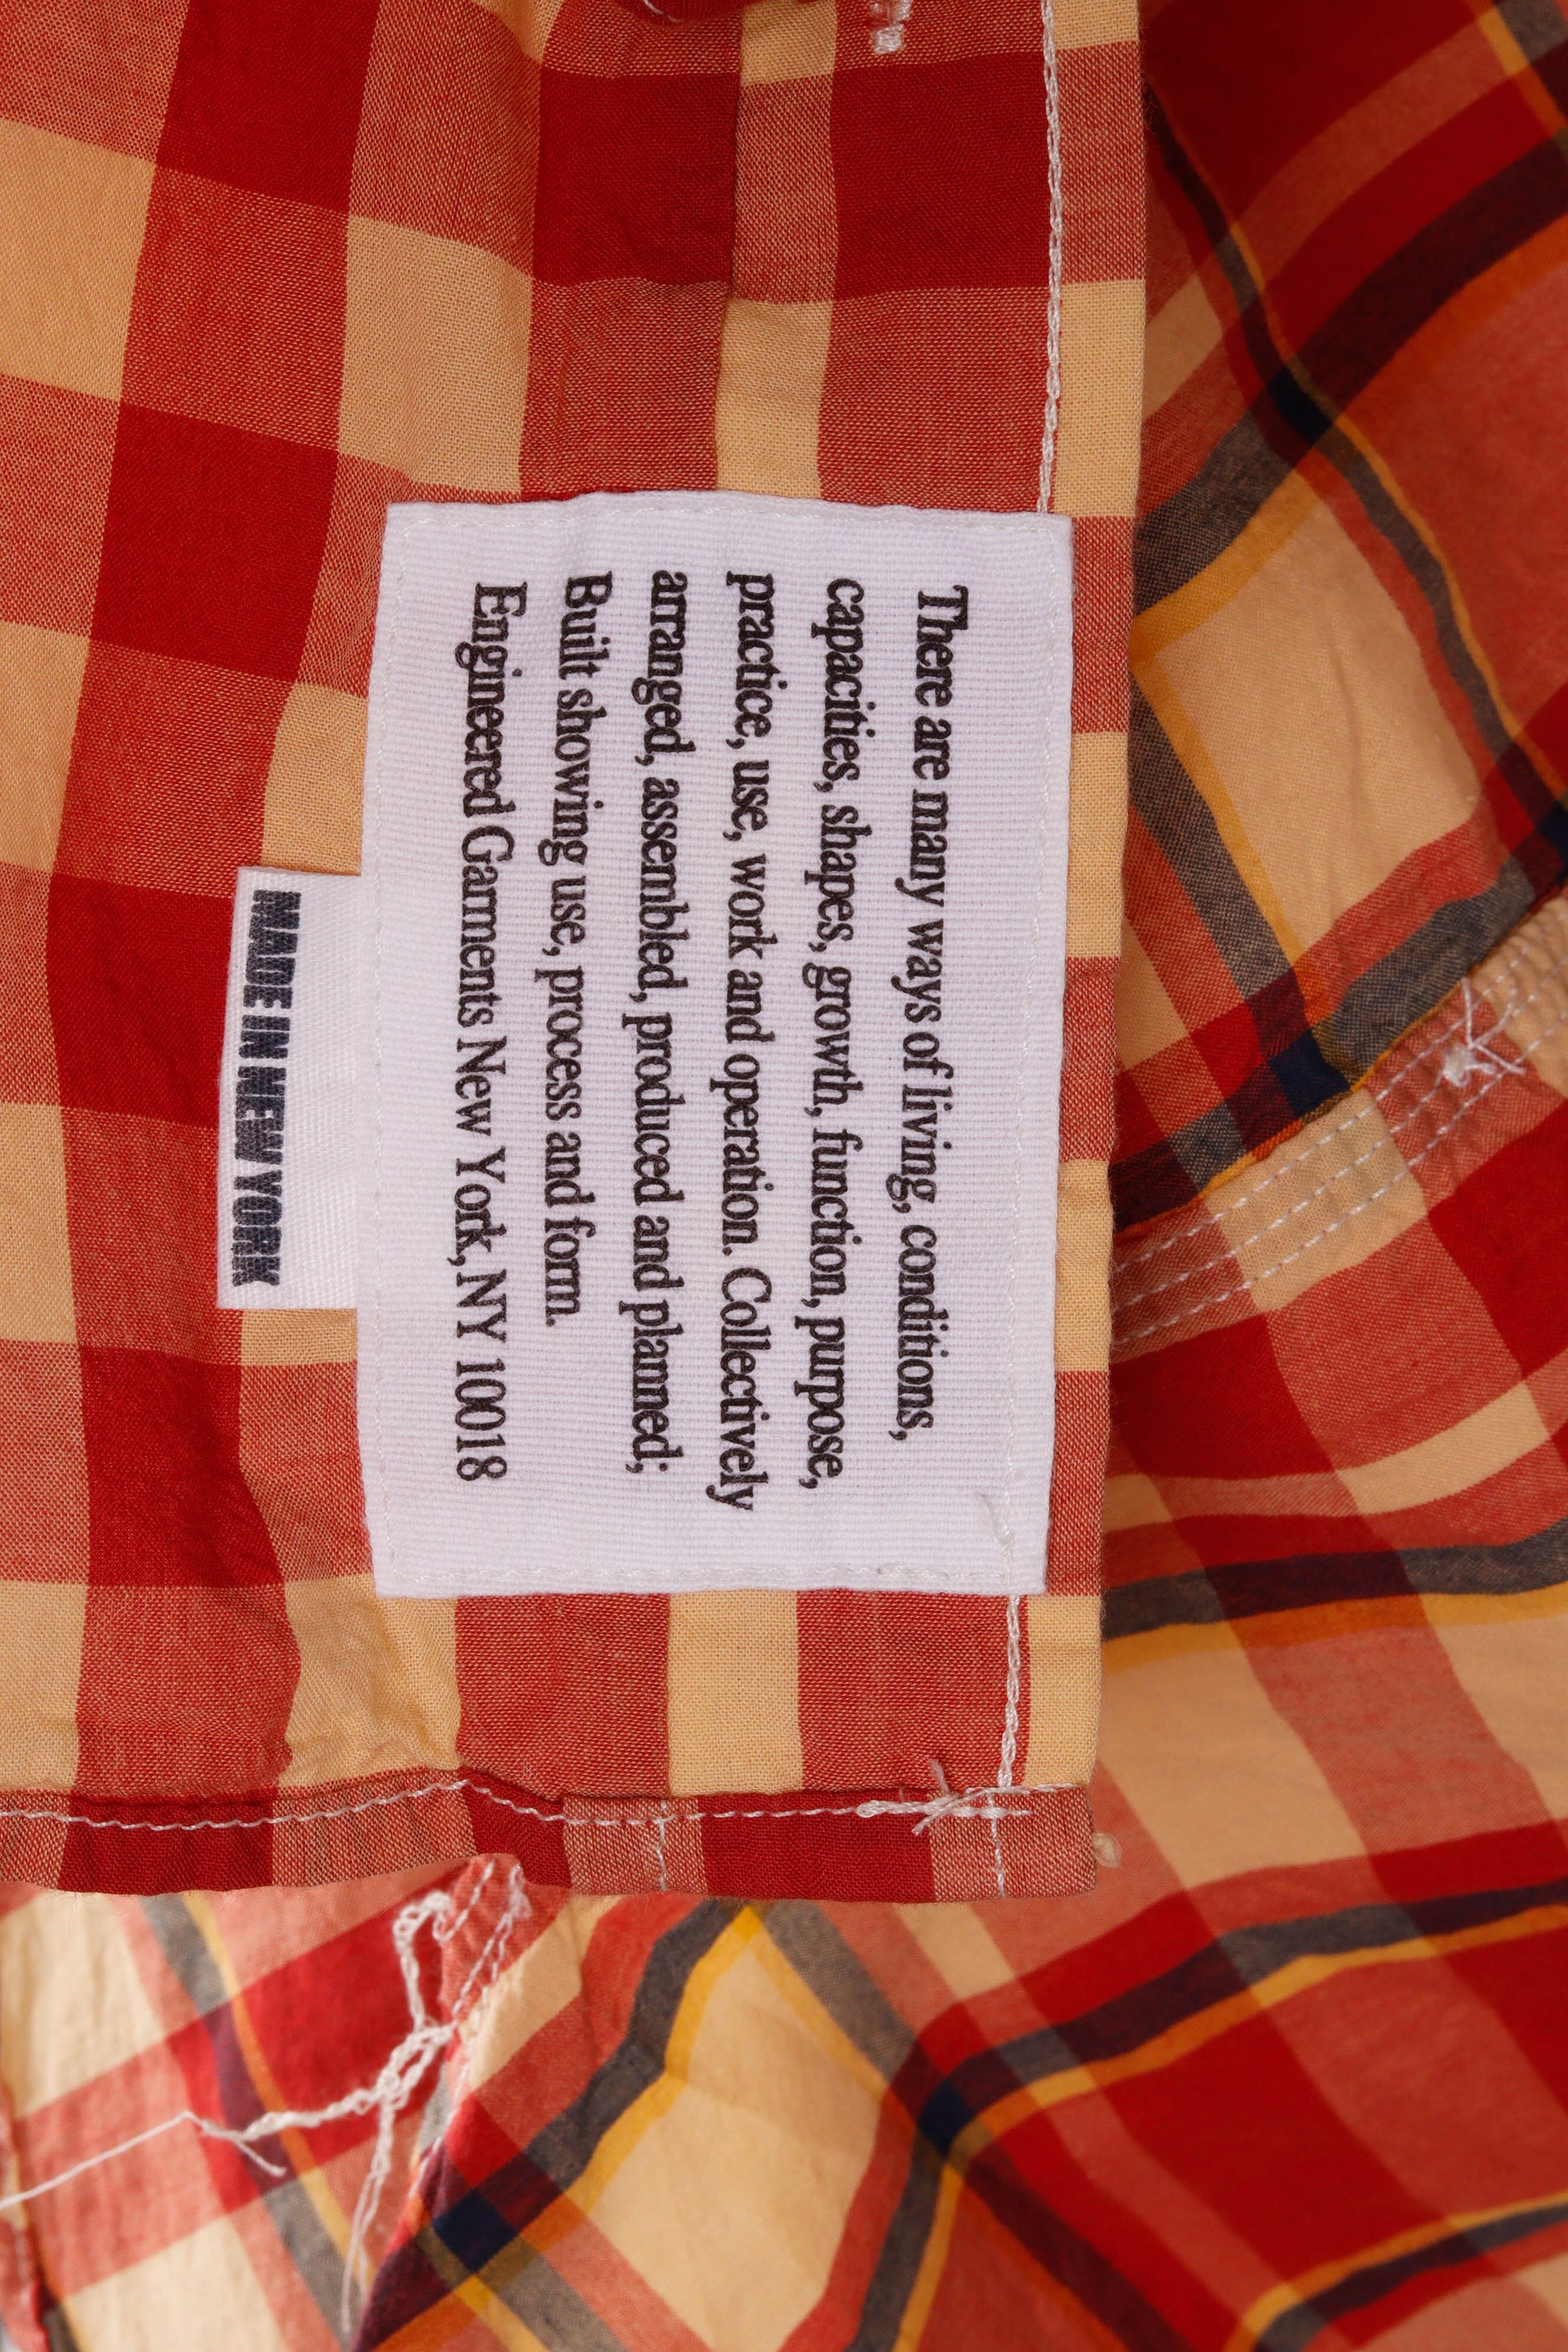 There are many ways of living, conditions,
capacities, shapes, growth, function, purpose,
practice, use, work and operation. Collectively
arranged, assembled, produced and planned;
Built showing use, process and form.
Engineered Garments New York, NY 10018
MADE IN NEW YORK